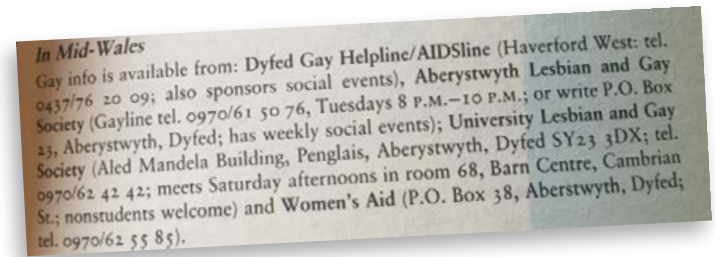 In Mid-Wales
Gay info is available from: Dyfed Gay Helpline/AIDSline (Haverford West: tel.
0437/76 20 09; also sponsors social events), Aberystwyth Lesbian and Gay
Society (Gayline tel. 0970/61 50 76, Tuesdays 8 P.M.–10 P.M.; or write P.O. Box
23, Aberystwyth, Dyfed; has weekly social events); University Lesbian and Gay
Society (Aled Mandela Building, Penglais, Aberystwyth, Dyfed SY23 3DX; tel.
0970/62 42 42; meets Saturday afternoons in room 68, Barn Centre, Cambrian
St.; nonstudents welcome) and Women's Aid (P.O. Box 38, Aberstwyth, Dyfed;
tel. 0970/62 55 85).